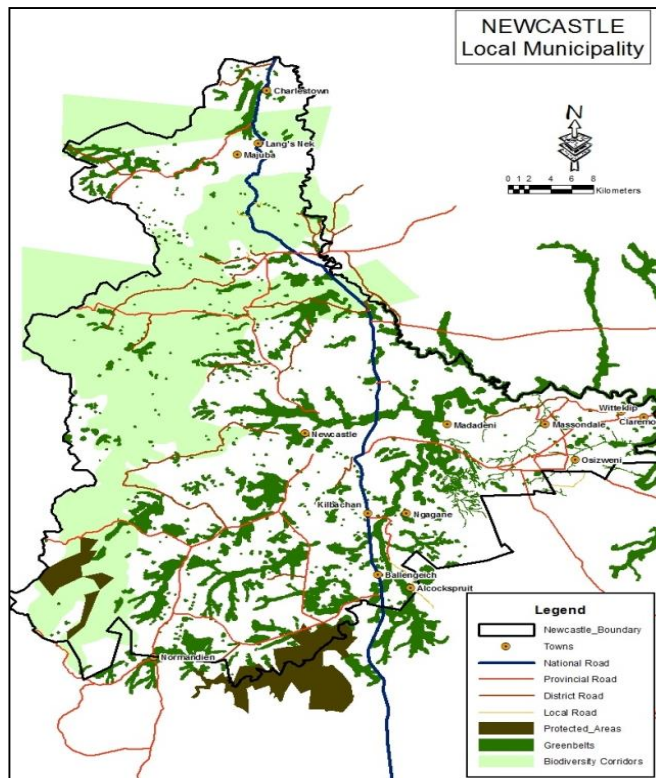 NEWCASTLE
Local Municipality
N
0 1 2 4 6 8
Kilometers
Charlestown
Lang's Nek
Majuba
Witteklip
Claremo
Madadeni
Massondale
Newcastle
Osizweni
Kilbachan
Ngagane
Ballengeich
Alcockspruit
Normandien
Legend
Newcastle_Boundary
Towns
National Road
Provincial Road
District Road
Local Road
Protected_Areas
Greenbelts
Biodiversity Corridors